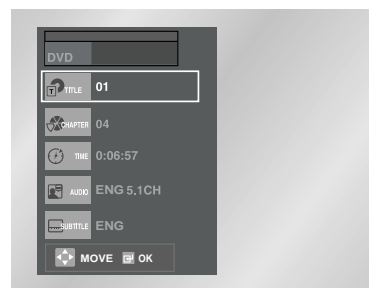 DVD
T TITLE 01
CHAPTER 04
TIME 0:06:57
AUDIO ENG 5.1CH
SUBTITLE ENG
MOVE OK